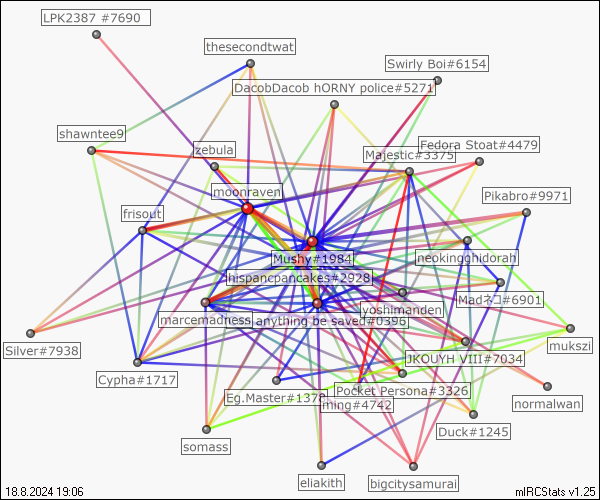 LPK2387 #7690
thesecondtwat
Swirly Boi#6154
DacobDacob hORNY police#5271
shawntee9
zebula
Majestic#3375
Fedora Stoat#4479
moonraven
Pikabro#9971
frisout
Mushy#1984
neokingghidorah
hispancpancakes#2928
Madネコ#6901
yoshimanden
marcemadness
anything be saved#0396
mukszi
Silver#7938
JKOUYH VIII#7034
Cypha#1717
Eg.Master#1378
Pocket Persona#3326
ming#4742
normalwan
Duck#1245
somass
eliakith
bigcitysamurai
18.8.2024 19:06
mIRCStats v1.25